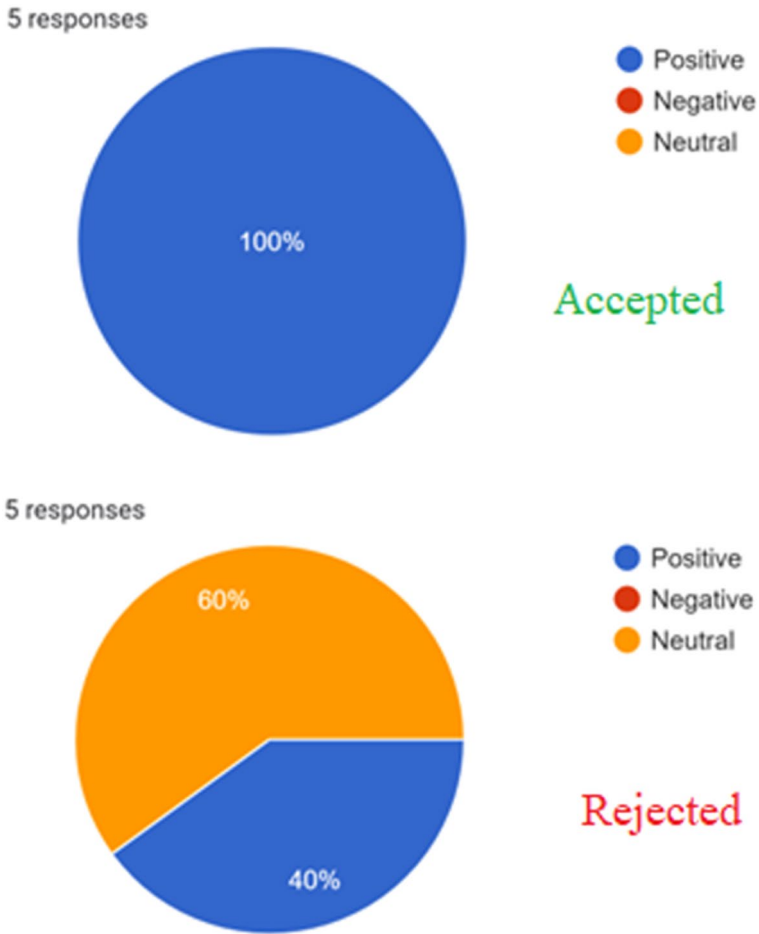 5 responses
Positive
Negative
Neutral
100%
Accepted
5 responses
Positive
Negative
Neutral
60%
40%
Rejected